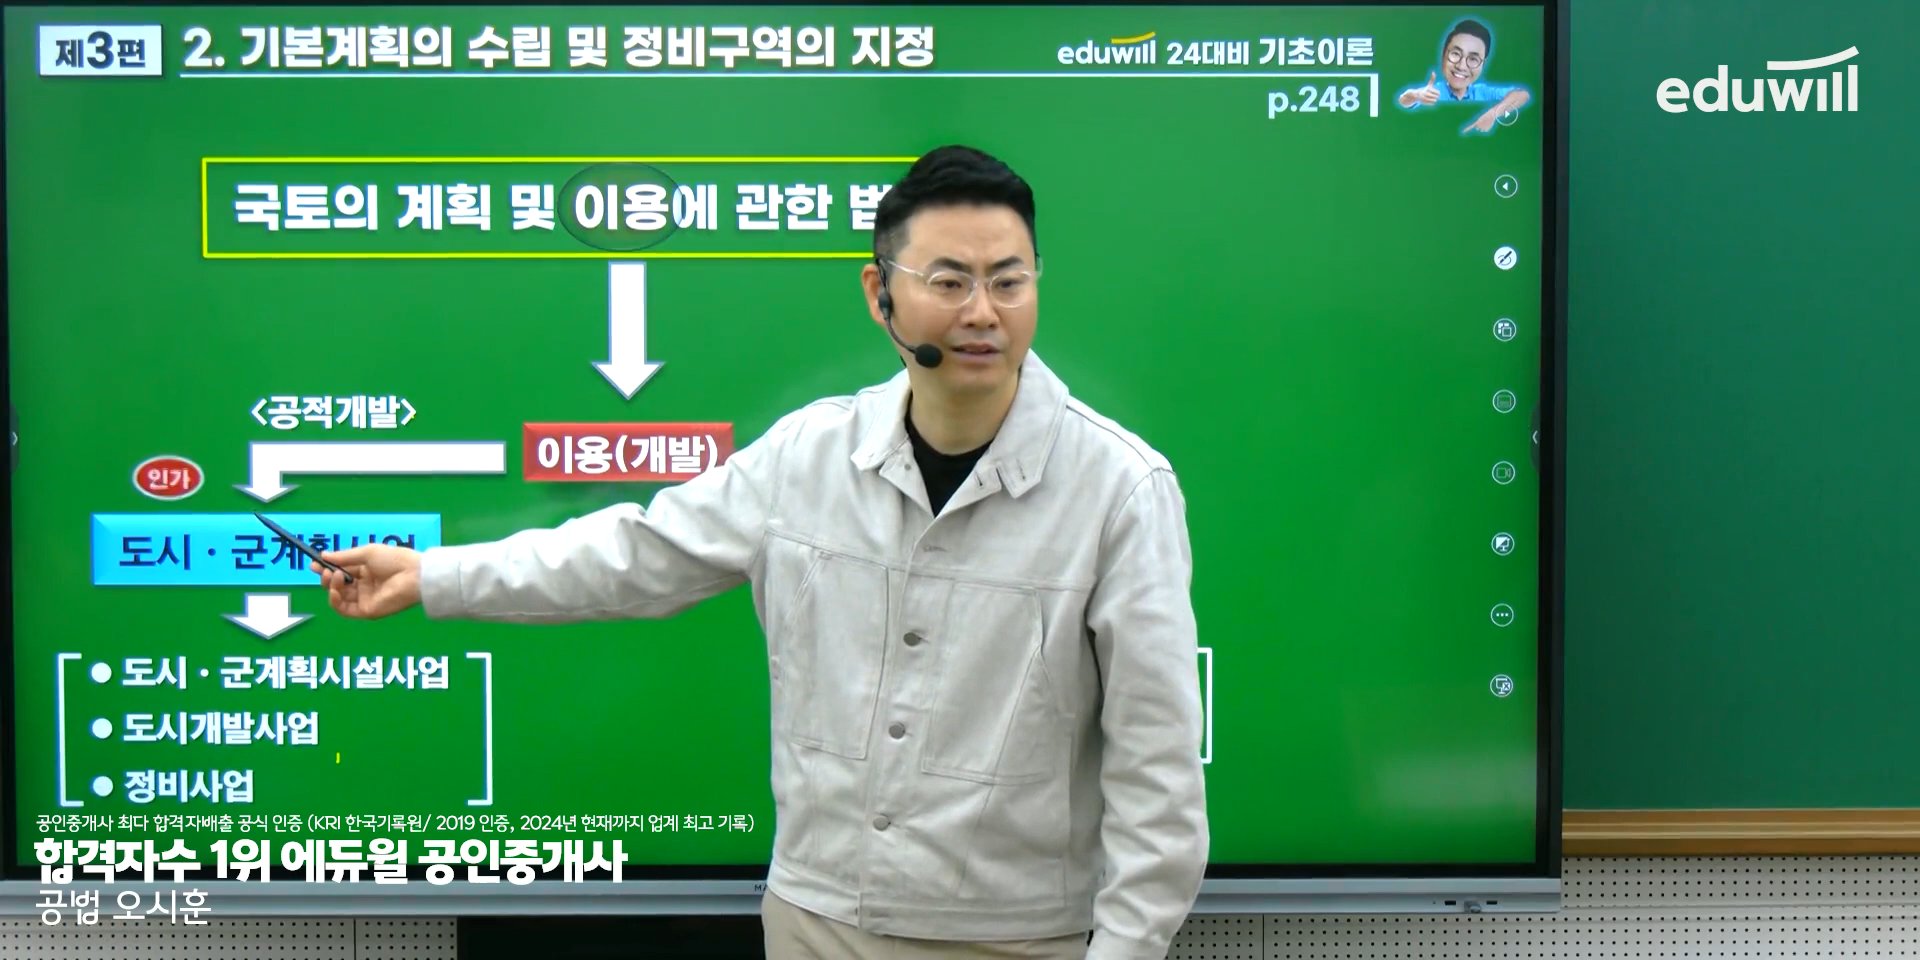 제3편 2. 기본계획의 수립 및 정비구역의 지정
eduwill 24대비 기초이론
p.248
eduwill
국토의 계획 및 이용에 관한
<공적개발>
인가
이용(개발)
도시·군계획사업
● 도시·군계획시설사업
● 도시개발사업
● 정비사업
공인중개사 최다 합격자배출 공식 인증 (KRI 한국기록원/ 2019 인증, 2024년 현재까지 업계 최고 기록)
합격자수 1위 에듀윌 공인중개사
공법 오시훈